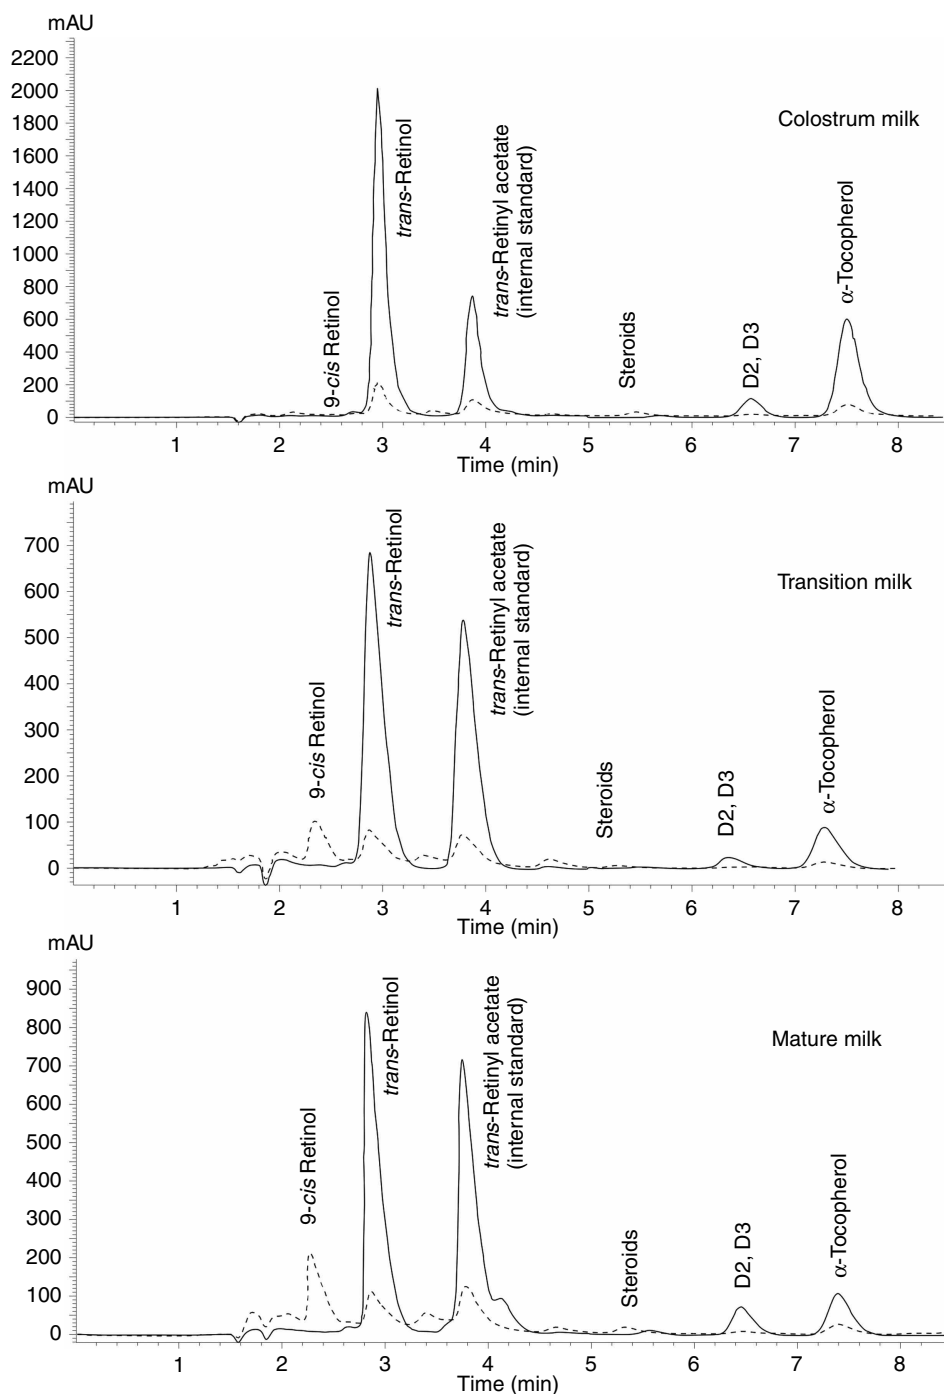 mAU
2200
2000
1800
1600
1400
1200
1000
800
600
400
200
0
Colostrum milk
9-cis Retinol
trans-Retinol
trans-Retinyl acetate
(internal standard)
Steroids
D2, D3
α-Tocopherol
1 2 3 4 5 6 7 8
Time (min)
mAU
700
600
500
400
300
200
100
0
Transition milk
9-cis Retinol
trans-Retinol
trans-Retinyl acetate
(internal standard)
Steroids
D2, D3
α-Tocopherol
1 2 3 4 5 6 7 8
Time (min)
mAU
900
800
700
600
500
400
300
200
100
0
Mature milk
9-cis Retinol
trans-Retinol
trans-Retinyl acetate
(internal standard)
Steroids
D2, D3
α-Tocopherol
1 2 3 4 5 6 7 8
Time (min)